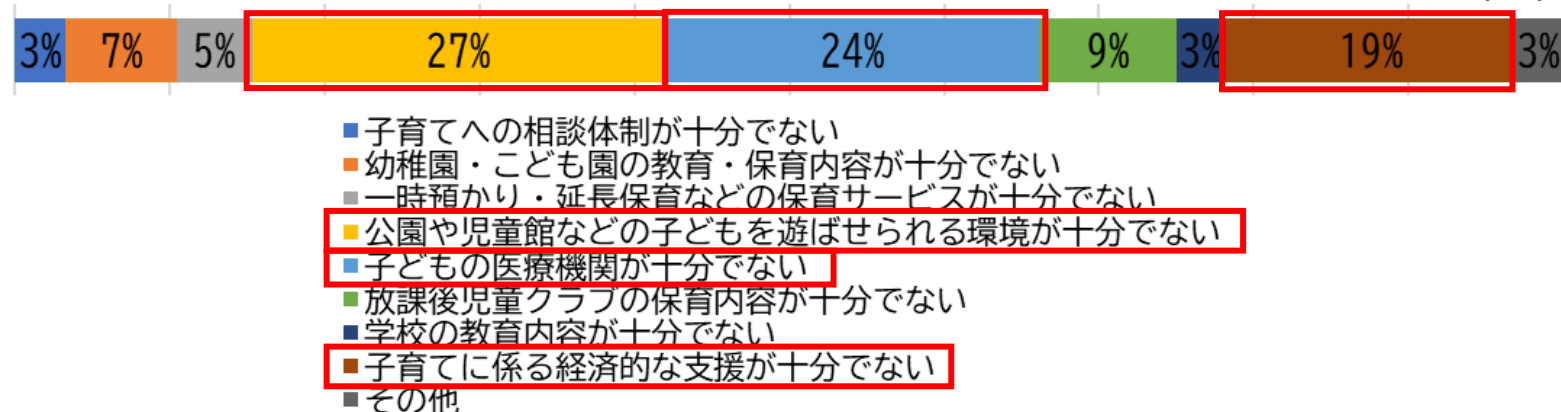 3% 7% 5% 27% 24% 9% 3% 19% 3%
子育てへの相談体制が十分でない
幼稚園・こども園の教育・保育内容が十分でない
一時預かり・延長保育などの保育サービスが十分でない
公園や児童館などの子どもを遊ばせられる環境が十分でない
子どもの医療機関が十分でない
放課後児童クラブの保育内容が十分でない
学校の教育内容が十分でない
子育てに係る経済的な支援が十分でない
その他